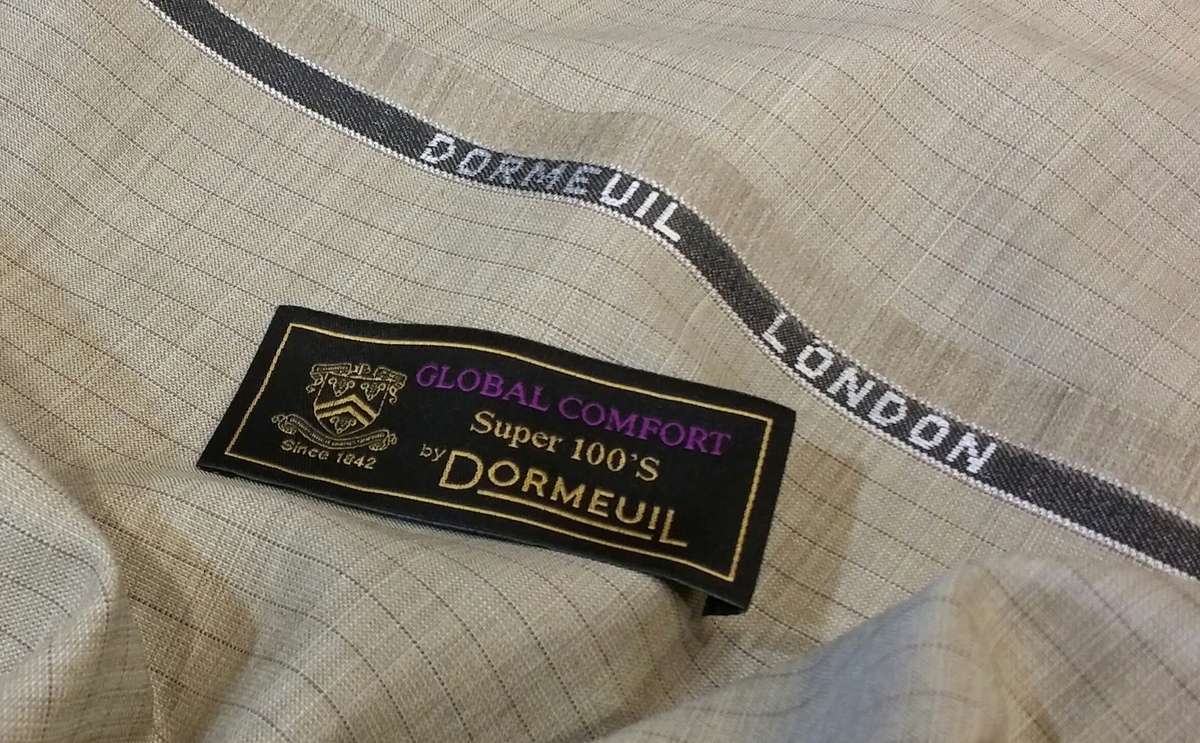 DORMEUIL LONDON
GLOBAL COMFORT
Super 100'S
by DORMEUIL
Since 1842